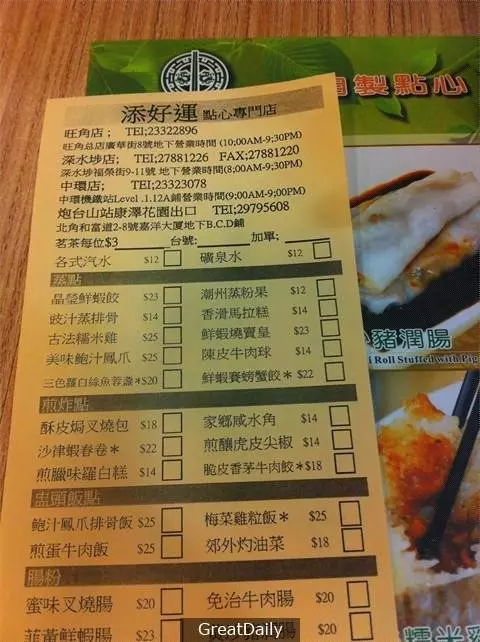 製點心
添好運 點心專門店
旺角店； TEl;23322896
旺角總店廣華街8號地下營業時間 (10;00AM-9;30PM)
深水埗店； TEl;27881226 FAX;27881220
深水埗福榮街9-11號 地下營業時間(8;00AM-9;30PM)
中環店； TEl;23323078
中環機鐵站Level .1.12A鋪營業時間(9;00AM-9;00PM)
炮台山站康澤花園出口 TEl;29795608
北角和富道2-8號嘉洋大廈地下B.C.D鋪
茗茶每位$3 台號: 加單;
各式汽水 $12 礦泉水 $12
蒸點
晶瑩鮮蝦餃 $23 潮州蒸粉果 $12
豉汁蒸排骨 $14 香滑馬拉糕 $14
古法糯米雞 $25 鮮蝦燒賣皇 $23
美味鮑汁鳳爪 $25 陳皮牛肉球 $14
三色蘿白絲魚蓉盞*$20 鮮蝦賽螃蟹餃* $22
煎炸點
酥皮焗叉燒包 $18 家鄉咸水角 $14
沙律蝦春卷* $22 煎釀虎皮尖椒 $14
煎臘味羅白糕 $14 脆皮香茅牛肉餃*$18
盅頭飯點
鮑汁鳳爪排骨飯 $25 梅菜雞粒飯* $25
煎蛋牛肉飯 $25 郊外灼油菜 $18
腸粉
蜜味叉燒腸 $20 免治牛肉腸 $20
韮黃鮮蝦腸 $23 $20
豬潤腸
Roll Stuffed with Pig
糯
GreatDaily